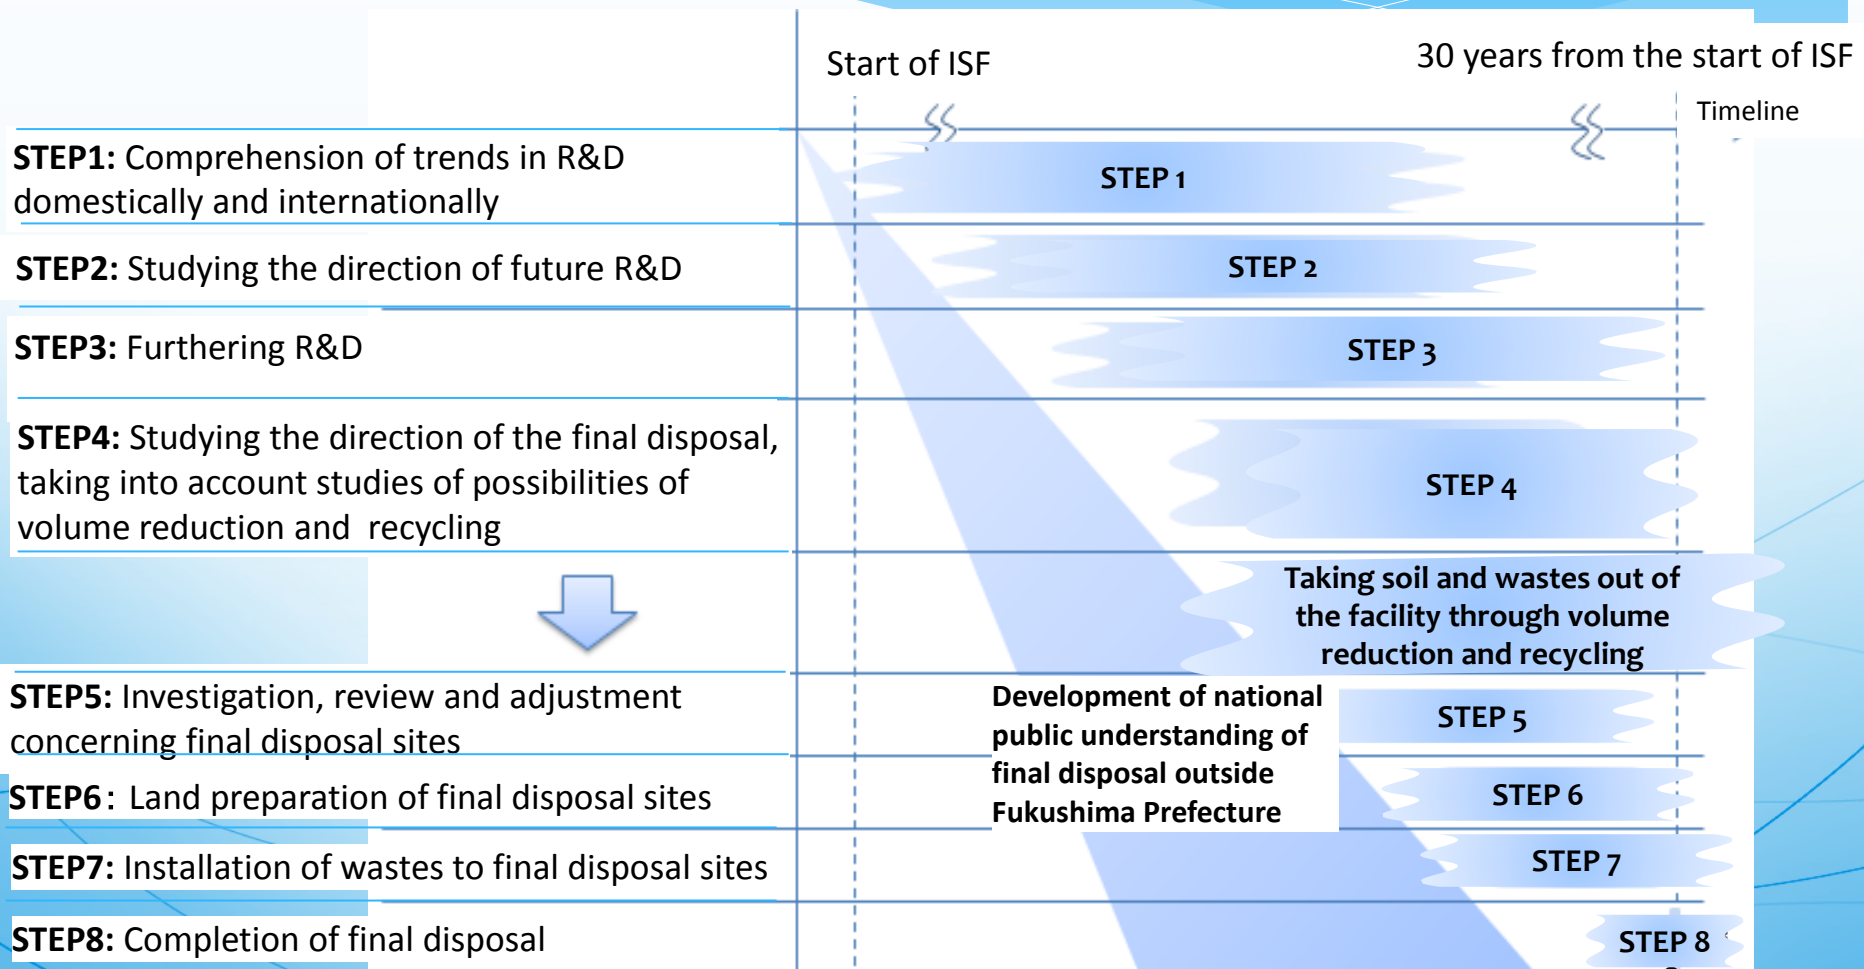 Start of ISF
30 years from the start of ISF
Timeline
STEP1: Comprehension of trends in R&D
domestically and internationally
STEP 1
STEP2: Studying the direction of future R&D
STEP 2
STEP3: Furthering R&D
STEP 3
STEP4: Studying the direction of the final disposal,
taking into account studies of possibilities of
volume reduction and recycling
STEP 4
Taking soil and wastes out of
the facility through volume
reduction and recycling
STEP5: Investigation, review and adjustment
concerning final disposal sites
Development of national
public understanding of
final disposal outside
Fukushima Prefecture
STEP 5
STEP6: Land preparation of final disposal sites
STEP 6
STEP7: Installation of wastes to final disposal sites
STEP 7
STEP8: Completion of final disposal
STEP 8